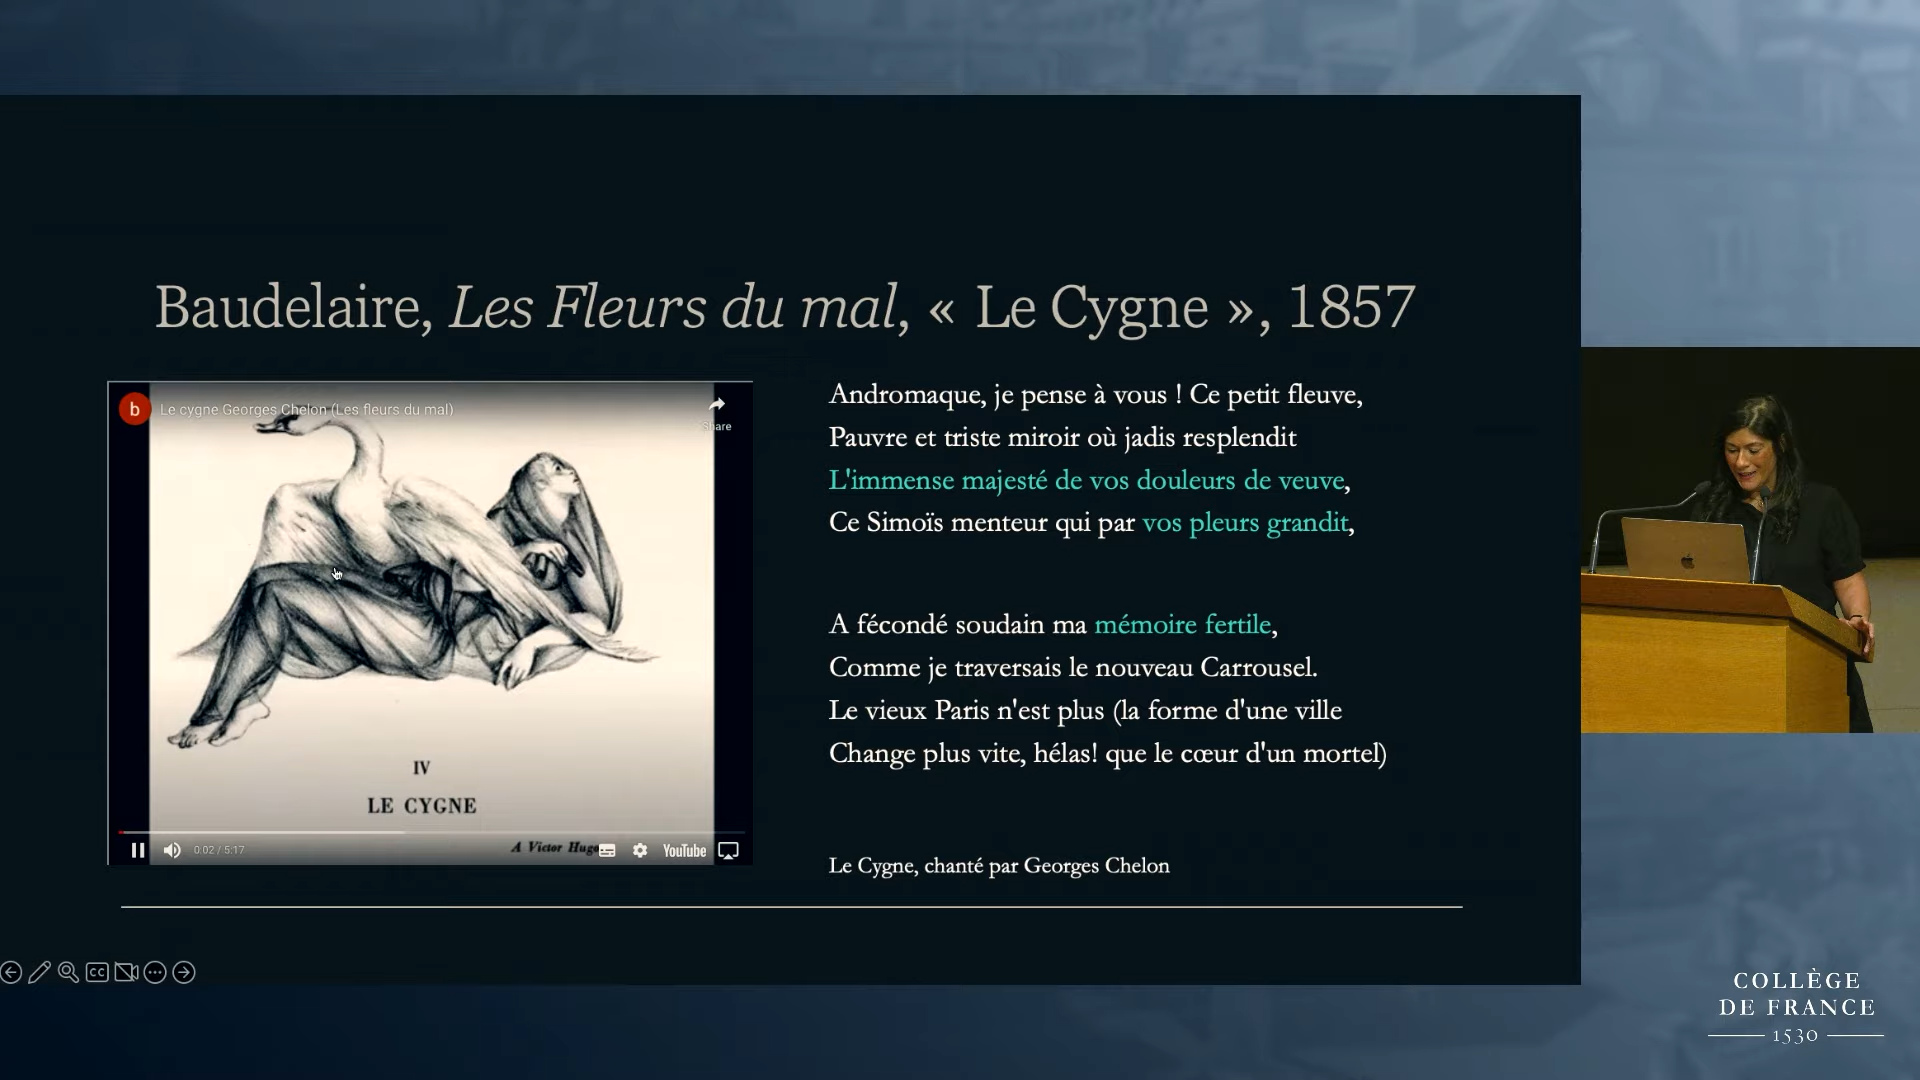 Baudelaire, Les Fleurs du mal, « Le Cygne », 1857
b
Le cygne Georges Chelon (Les fleurs du mal)
Share
IV
LE CYGNE
A Victor Hugo
0:02 / 5:17
YouTube
Andromaque, je pense à vous ! Ce petit fleuve,
Pauvre et triste miroir où jadis resplendit
L'immense majesté de vos douleurs de veuve,
Ce Simoïs menteur qui par vos pleurs grandit,
A fécondé soudain ma mémoire fertile,
Comme je traversais le nouveau Carrousel.
Le vieux Paris n'est plus (la forme d'une ville
Change plus vite, hélas! que le cœur d'un mortel)
Le Cygne, chanté par Georges Chelon
CC
COLLÈGE
DE FRANCE
1530